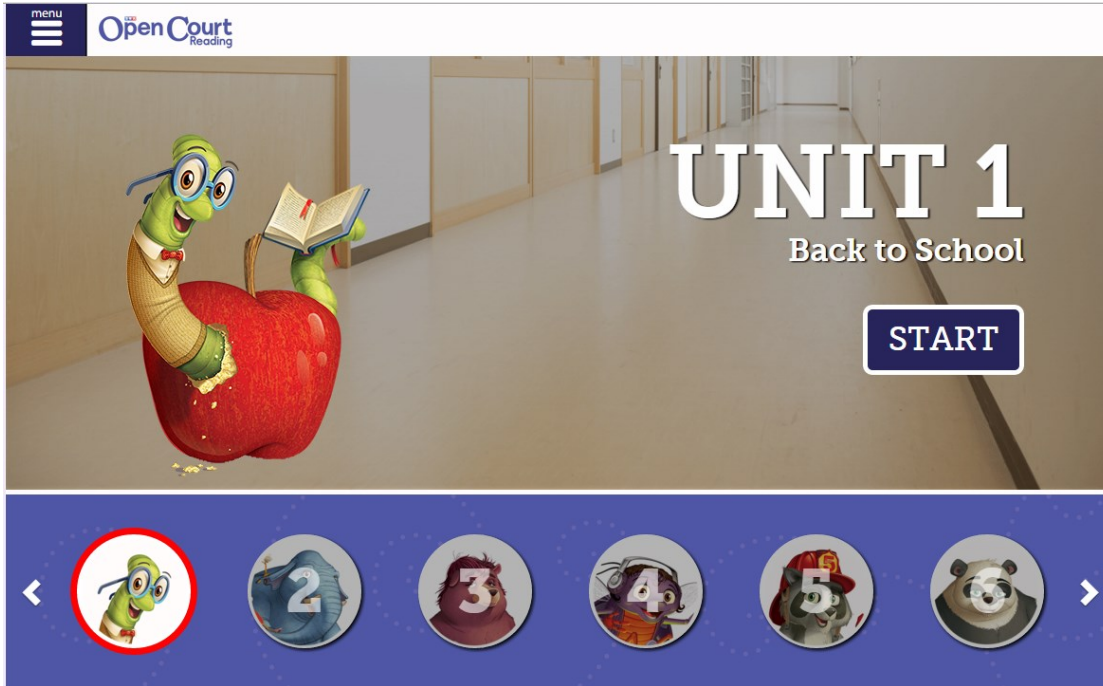 menu
Open Court
Reading
UNIT 1
Back to School
START
2
3
4
5
6